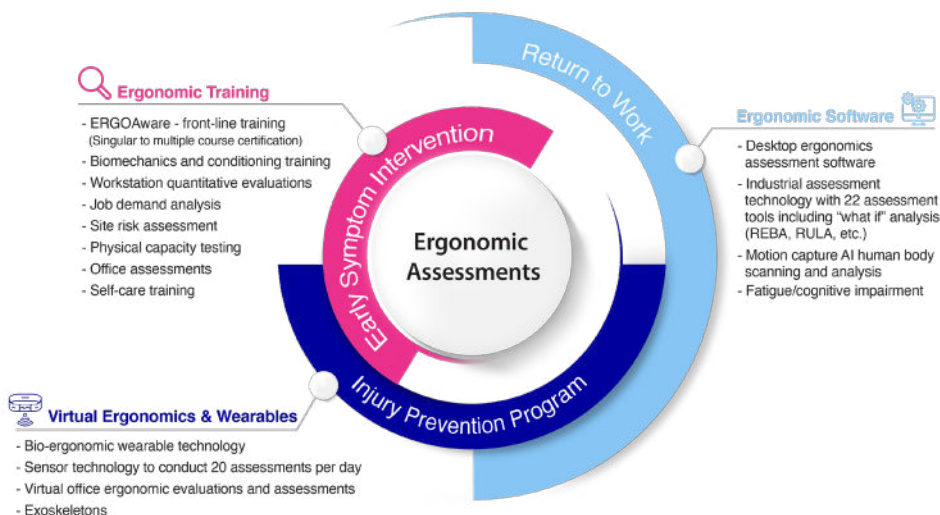 Return to Work
Ergonomic Training
- ERGOAware - front-line training
(Singular to multiple course certification)
- Biomechanics and conditioning training
- Workstation quantitative evaluations
- Job demand analysis
- Site risk assessment
- Physical capacity testing
- Office assessments
- Self-care training
Early Symptom Intervention
Ergonomic
Assessments
Ergonomic Software
- Desktop ergonomics
assessment software
- Industrial assessment
technology with 22 assessment
tools including “what if” analysis
(REBA, RULA, etc.)
- Motion capture AI human body
scanning and analysis
- Fatigue/cognitive impairment
Injury Prevention Program
Virtual Ergonomics & Wearables
- Bio-ergonomic wearable technology
- Sensor technology to conduct 20 assessments per day
- Virtual office ergonomic evaluations and assessments
- Exoskeletons